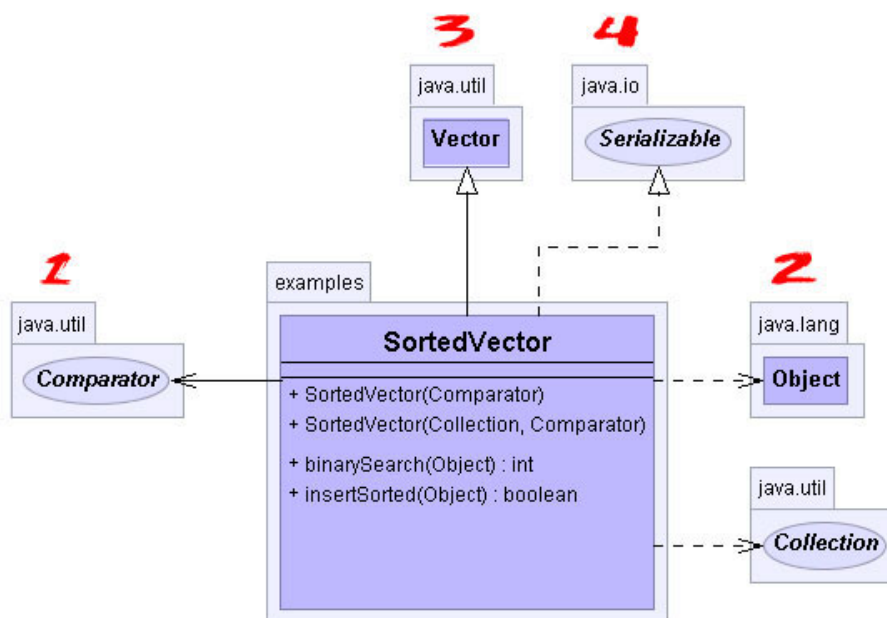 3
4
java.util
java.io
Vector
Serializable
1
examples
2
java.util
java.lang
SortedVector
Comparator
Object
+ SortedVector(Comparator)
+ SortedVector(Collection, Comparator)
+ binarySearch(Object) : int
+ insertSorted(Object) : boolean
java.util
Collection